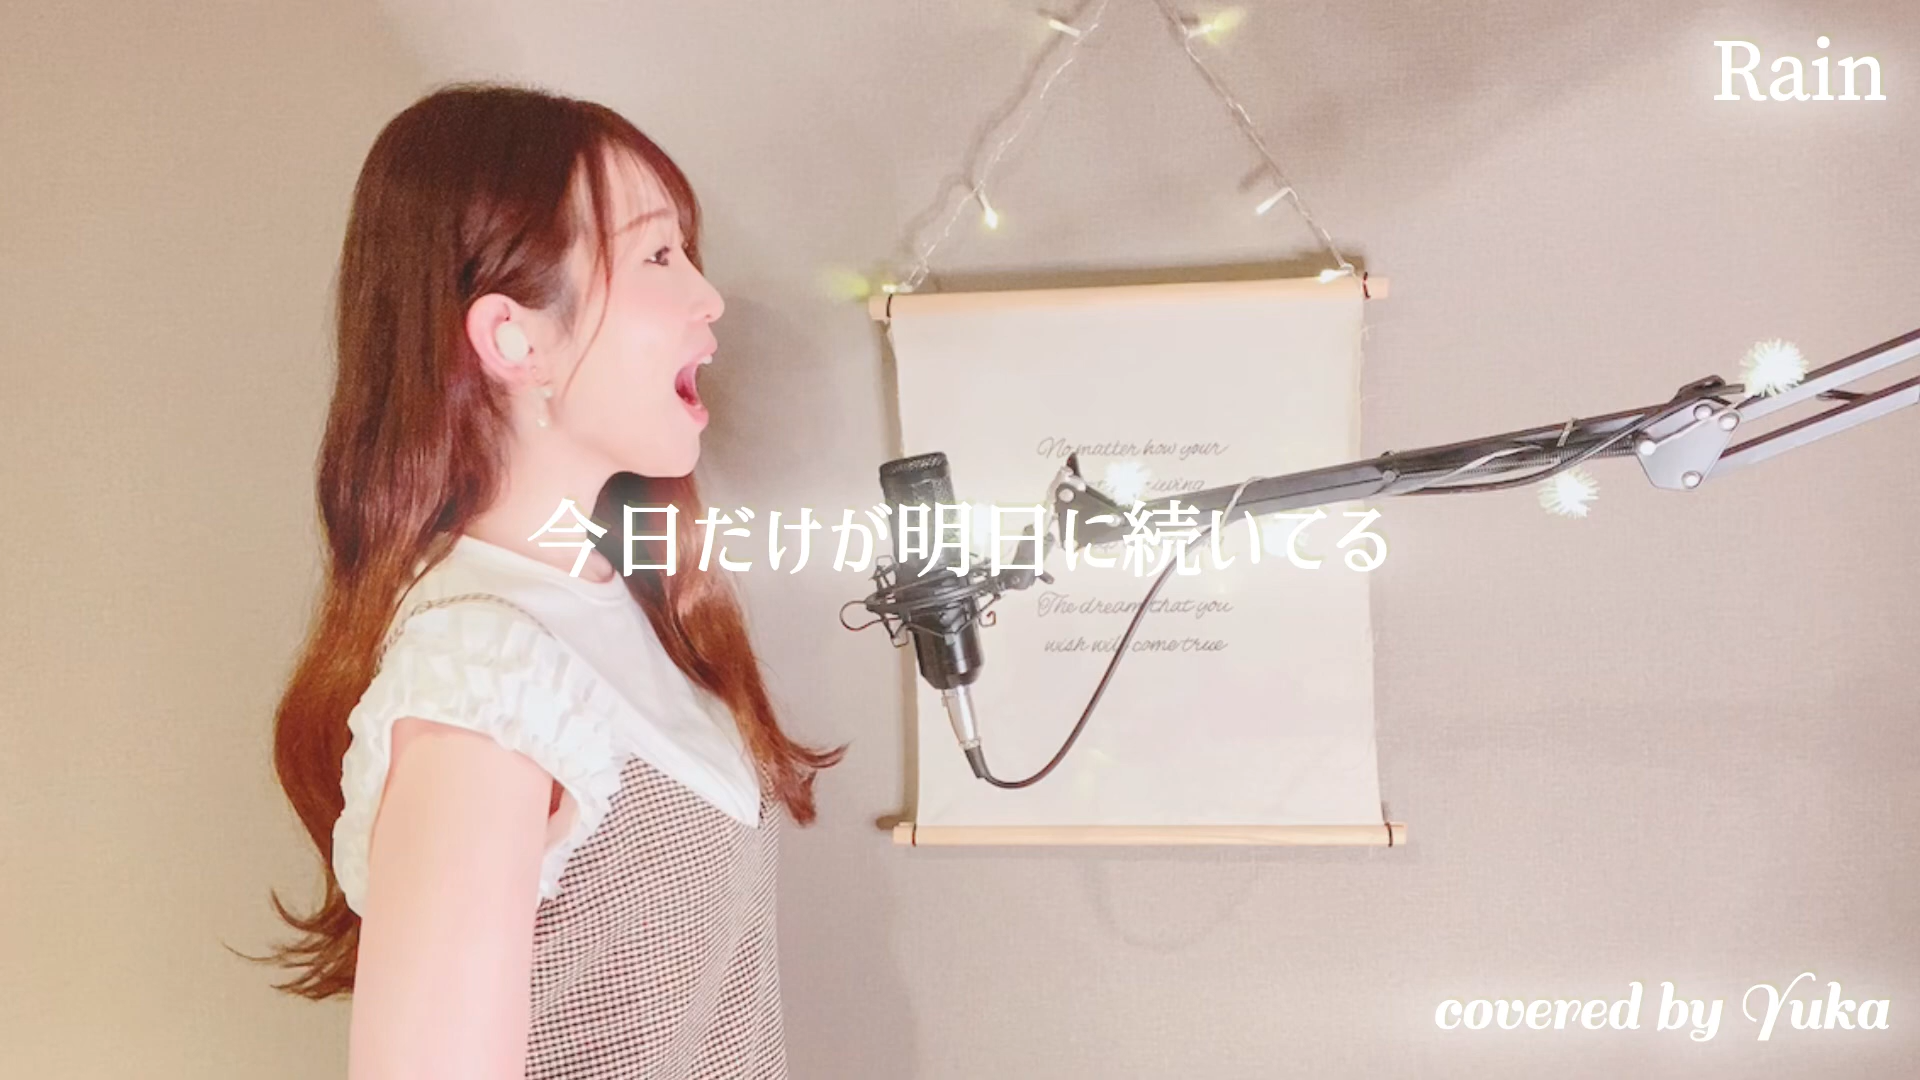 Rain
No matter how your
今日だけが明日に続いてる
The dream that you
wish will come true
covered by Yuka